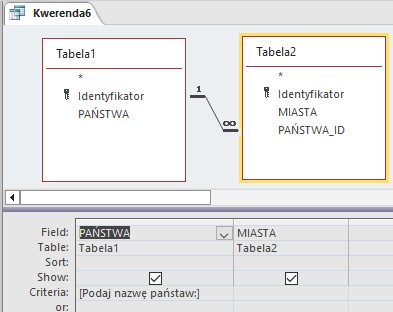 Kwerenda6
Tabela1
*
Identyfikator
PAŃSTWA
1
∞
Tabela2
*
Identyfikator
MIASTA
PAŃSTWA_ID
Field: PAŃSTWA MIASTA
Table: Tabela1 Tabela2
Sort:
Show:
Criteria: [Podaj nazwę państaw:]
or: